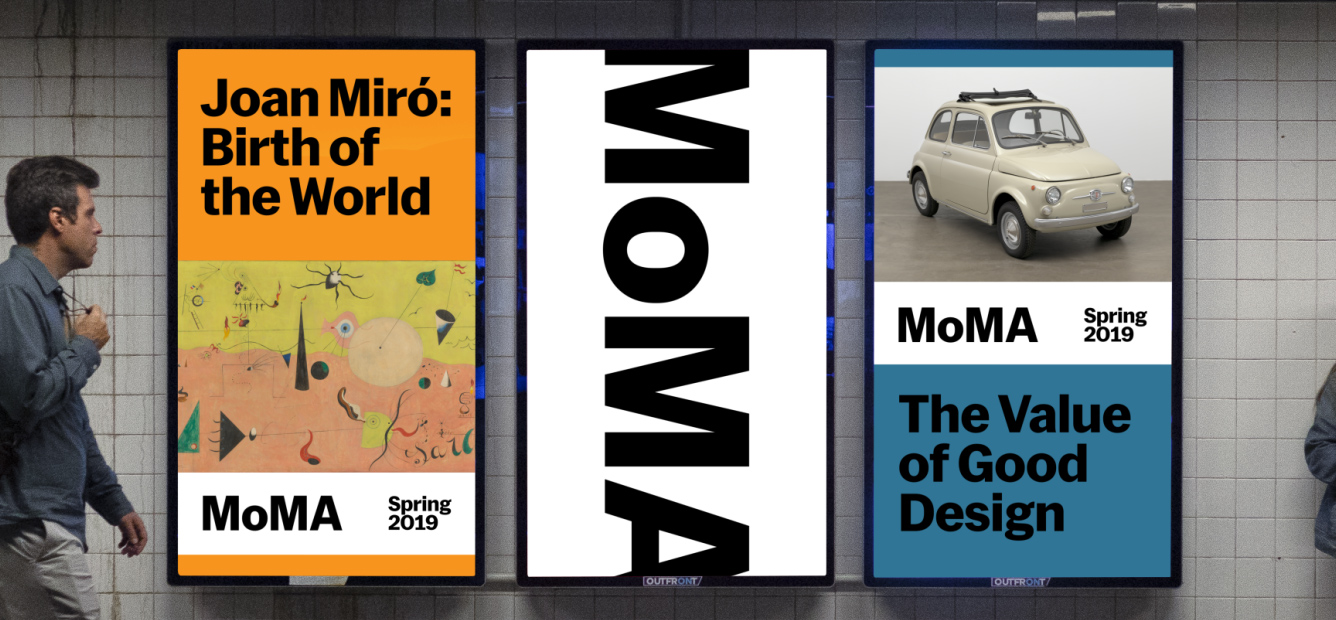 Joan Miró:
Birth of
the World
MoMA
Spring
2019
MoMA
OUTFRONT/
MoMA
Spring
2019
The Value
of Good
Design
OUTFRONT/